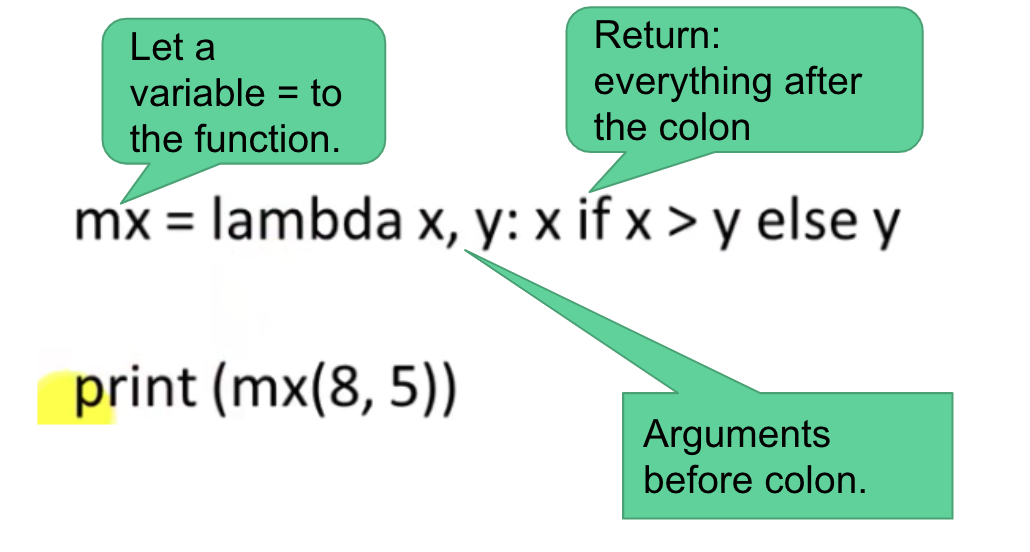 Let a
variable = to
the function.
Return:
everything after
the colon
mx = lambda x, y: x if x > y else y
print (mx(8, 5))
Arguments
before colon.